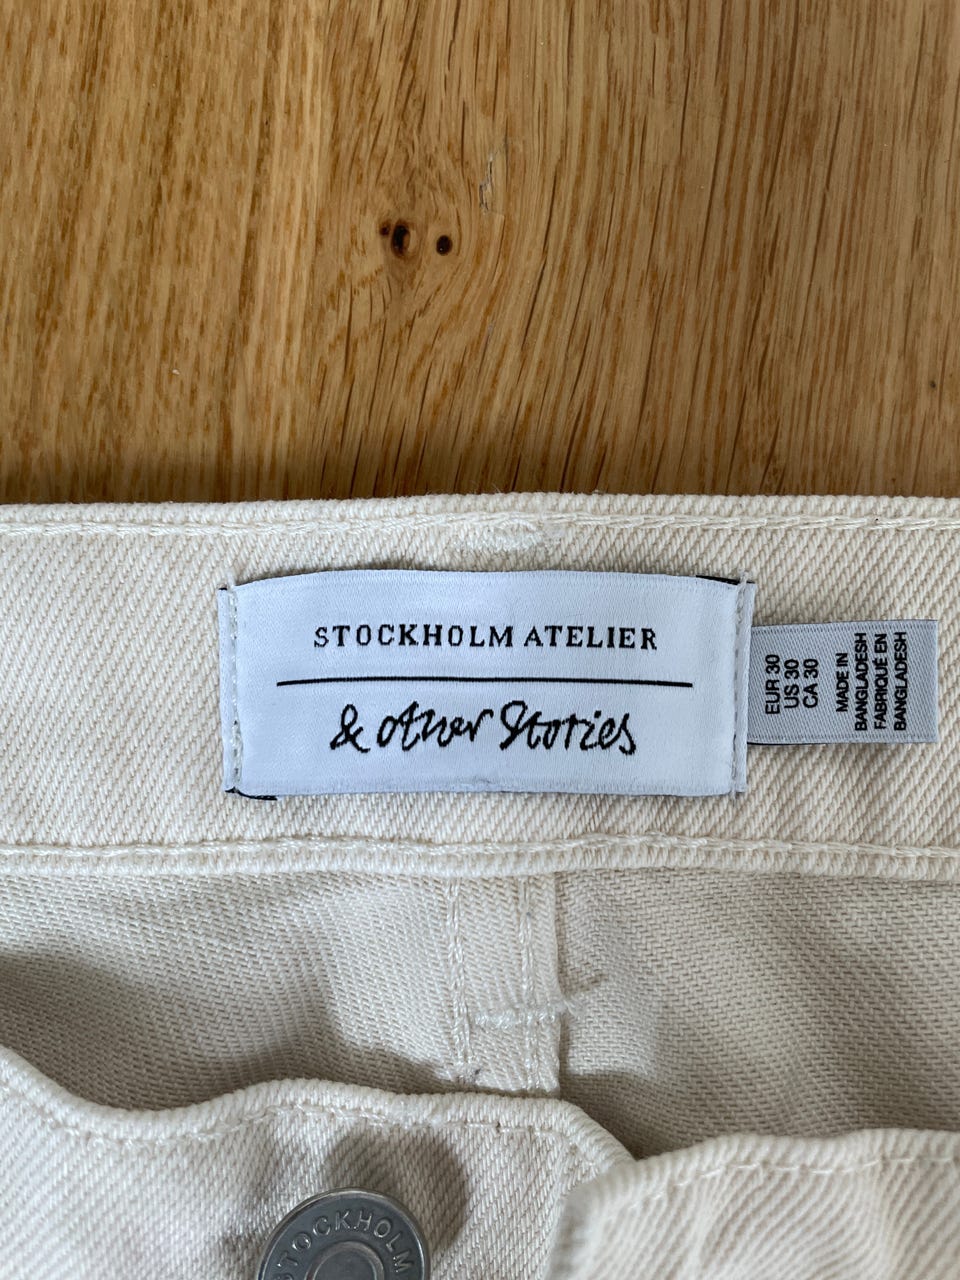 STOCKHOLM ATELIER
& other Stories
EUR 30
US 30
CA 30
MADE IN
BANGLADESH
FABRIQUÉ EN
BANGLADESH
STOCKHOLM